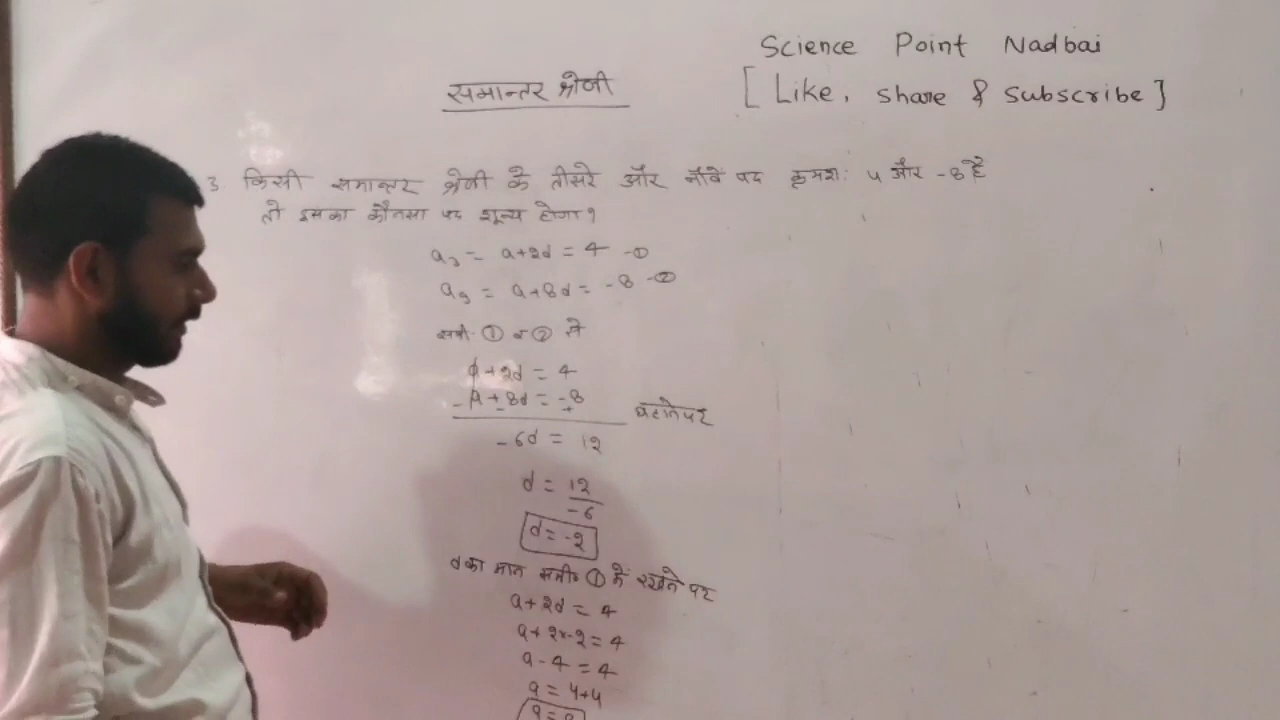 Science Point Nadbai
समान्तर श्रेणी
[Like, share & subscribe]
3. किसी समान्तर श्रेणी के तीसरे और नौवें पद क्रमशः 4 और -8 है
तो इसका कौनसा पद शून्य होगा?
a₃ = a+2d = 4 -①
a₉ = a+8d = -8 -②
समी. ① व ② से
a+2d = 4
-a+8d = -8
- +
घटाने पर
-6d = 12
d = 12/-6
d = -2
d का मान समी॰ ① में रखने पर
a+2d = 4
a+2x-2 = 4
a-4 = 4
a = 4+4
a = 8